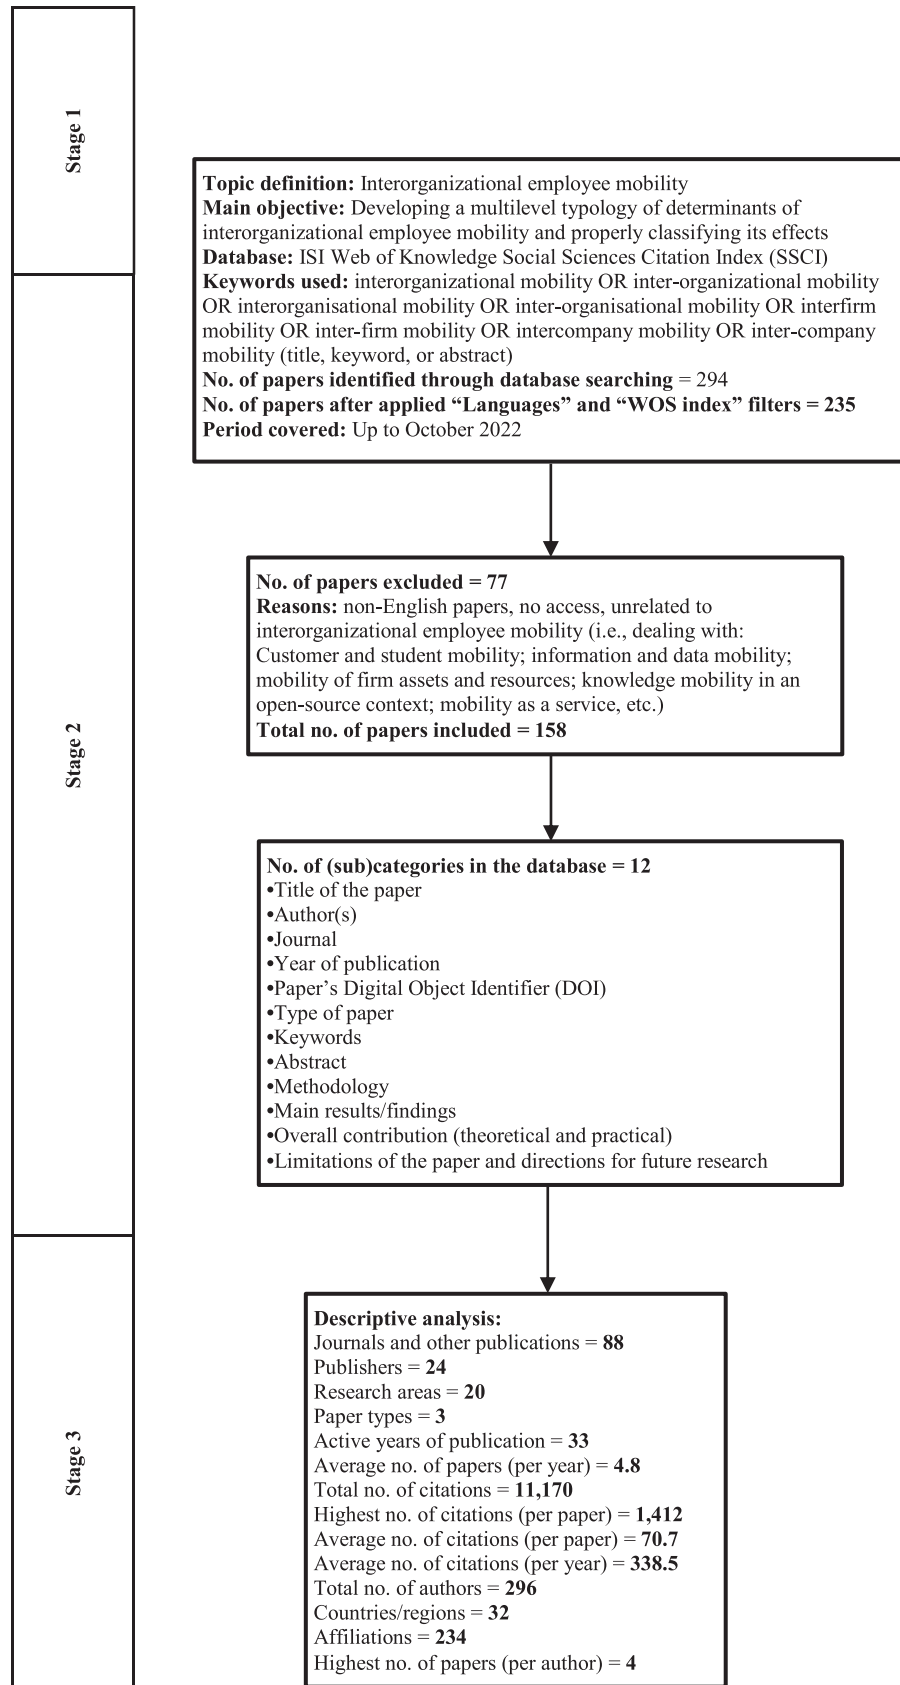 Stage 1
Topic definition: Interorganizational employee mobility
Main objective: Developing a multilevel typology of determinants of
interorganizational employee mobility and properly classifying its effects
Database: ISI Web of Knowledge Social Sciences Citation Index (SSCI)
Keywords used: interorganizational mobility OR inter-organizational mobility
OR interorganisational mobility OR inter-organisational mobility OR interfirm
mobility OR inter-firm mobility OR intercompany mobility OR inter-company
mobility (title, keyword, or abstract)
No. of papers identified through database searching = 294
No. of papers after applied “Languages” and “WOS index” filters = 235
Period covered: Up to October 2022
Stage 2
No. of papers excluded = 77
Reasons: non-English papers, no access, unrelated to
interorganizational employee mobility (i.e., dealing with:
Customer and student mobility; information and data mobility;
mobility of firm assets and resources; knowledge mobility in an
open-source context; mobility as a service, etc.)
Total no. of papers included = 158
No. of (sub)categories in the database = 12
•Title of the paper
•Author(s)
•Journal
•Year of publication
•Paper’s Digital Object Identifier (DOI)
•Type of paper
•Keywords
•Abstract
•Methodology
•Main results/findings
•Overall contribution (theoretical and practical)
•Limitations of the paper and directions for future research
Stage 3
Descriptive analysis:
Journals and other publications = 88
Publishers = 24
Research areas = 20
Paper types = 3
Active years of publication = 33
Average no. of papers (per year) = 4.8
Total no. of citations = 11,170
Highest no. of citations (per paper) = 1,412
Average no. of citations (per paper) = 70.7
Average no. of citations (per year) = 338.5
Total no. of authors = 296
Countries/regions = 32
Affiliations = 234
Highest no. of papers (per author) = 4